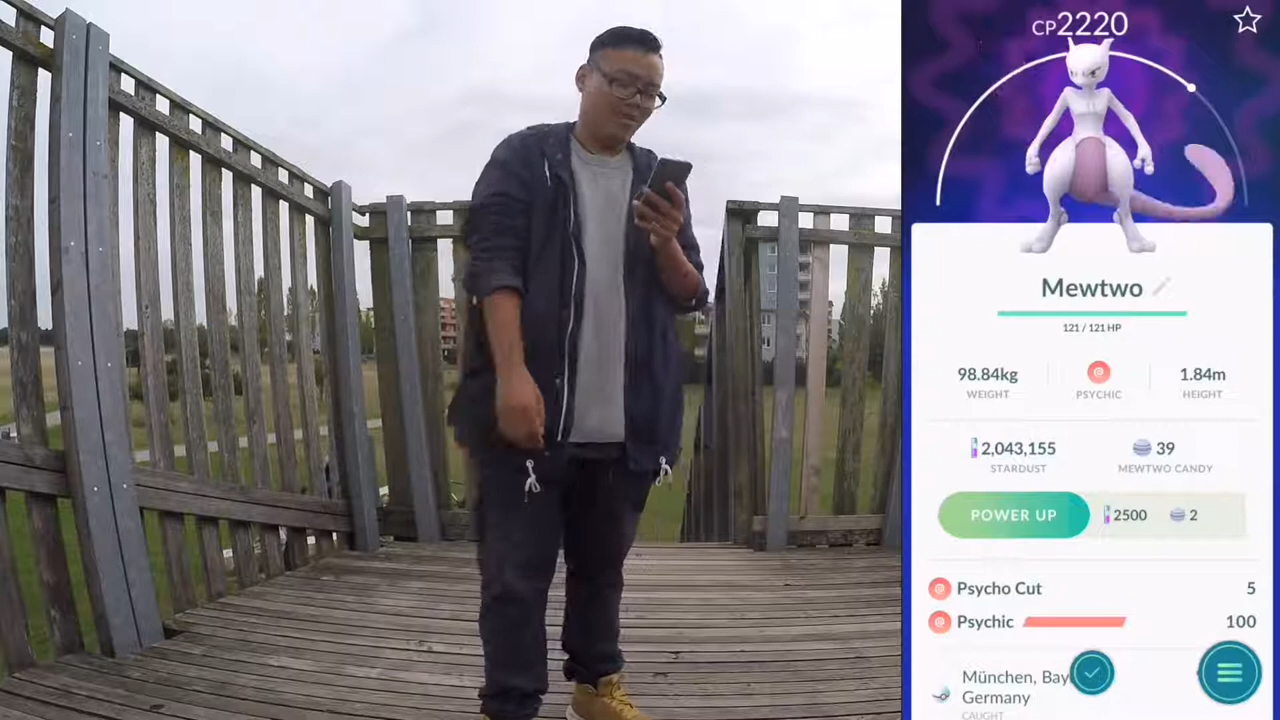 CP2220
Mewtwo
121 / 121 HP
98.84kg
WEIGHT
PSYCHIC
1.84m
HEIGHT
2,043,155
STARDUST
39
MEWTWO CANDY
POWER UP
2500
2
Psycho Cut 5
Psychic 100
München, Bay
Germany
CAUGHT